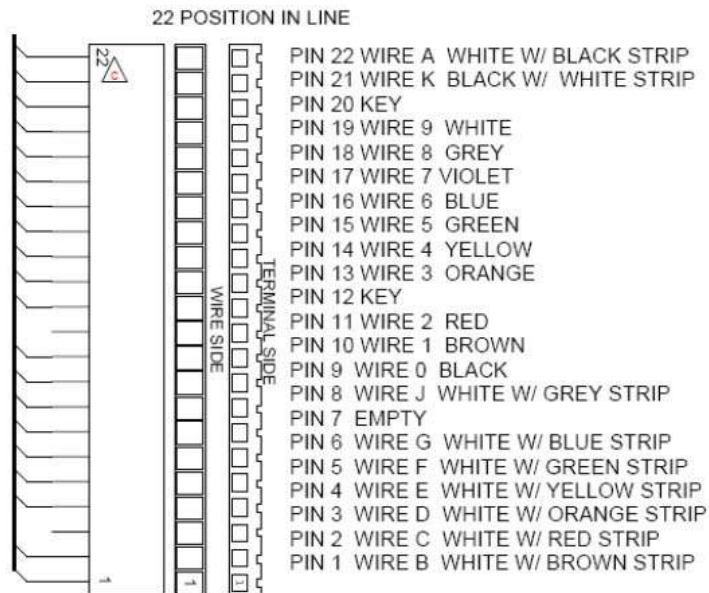 22 POSITION IN LINE
22
PIN 22 WIRE A WHITE W/ BLACK STRIP
PIN 21 WIRE K BLACK W/ WHITE STRIP
PIN 20 KEY
PIN 19 WIRE 9 WHITE
PIN 18 WIRE 8 GREY
PIN 17 WIRE 7 VIOLET
PIN 16 WIRE 6 BLUE
PIN 15 WIRE 5 GREEN
PIN 14 WIRE 4 YELLOW
PIN 13 WIRE 3 ORANGE
PIN 12 KEY
PIN 11 WIRE 2 RED
PIN 10 WIRE 1 BROWN
PIN 9 WIRE 0 BLACK
PIN 8 WIRE J WHITE W/ GREY STRIP
PIN 7 EMPTY
PIN 6 WIRE G WHITE W/ BLUE STRIP
PIN 5 WIRE F WHITE W/ GREEN STRIP
PIN 4 WIRE E WHITE W/ YELLOW STRIP
PIN 3 WIRE D WHITE W/ ORANGE STRIP
PIN 2 WIRE C WHITE W/ RED STRIP
PIN 1 WIRE B WHITE W/ BROWN STRIP
WIRE SIDE
TERMINAL SIDE
1
1
1